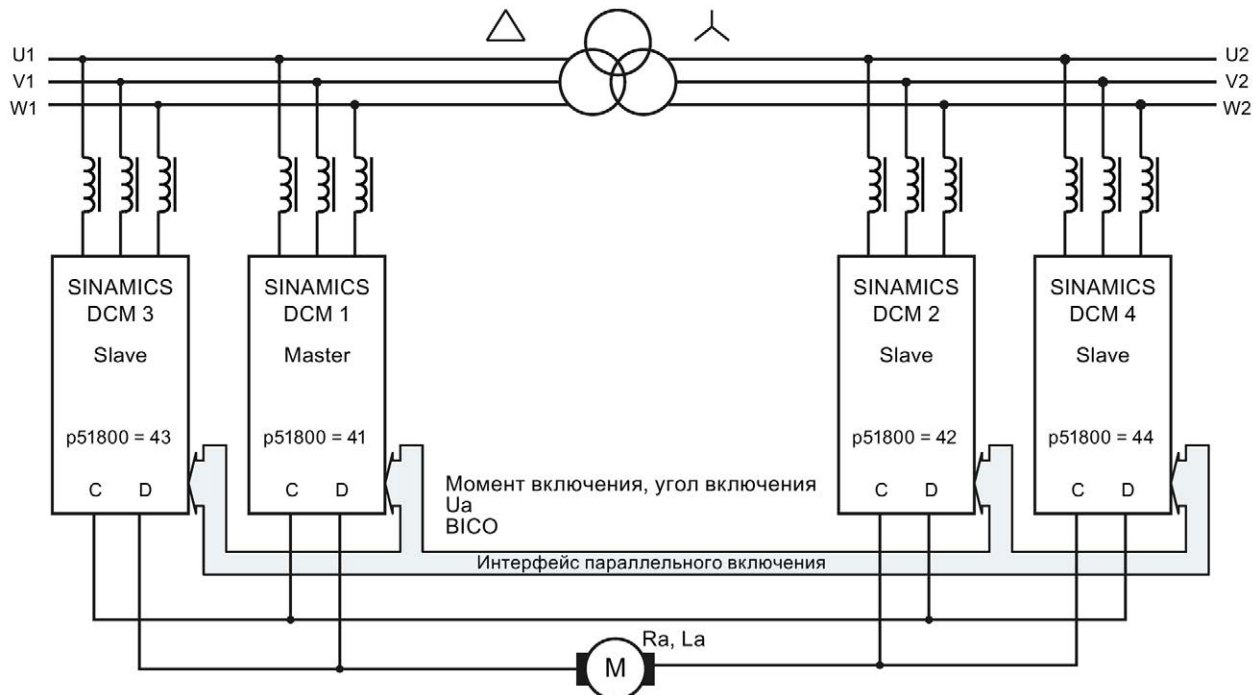 U1
V1
W1
U2
V2
W2
SINAMICS
DCM 3
Slave
p51800 = 43
C D
SINAMICS
DCM 1
Master
p51800 = 41
C D
SINAMICS
DCM 2
Slave
p51800 = 42
C D
SINAMICS
DCM 4
Slave
p51800 = 44
C D
Момент включения, угол включения
Ua
BICO
Интерфейс параллельного включения
Ra, La
M